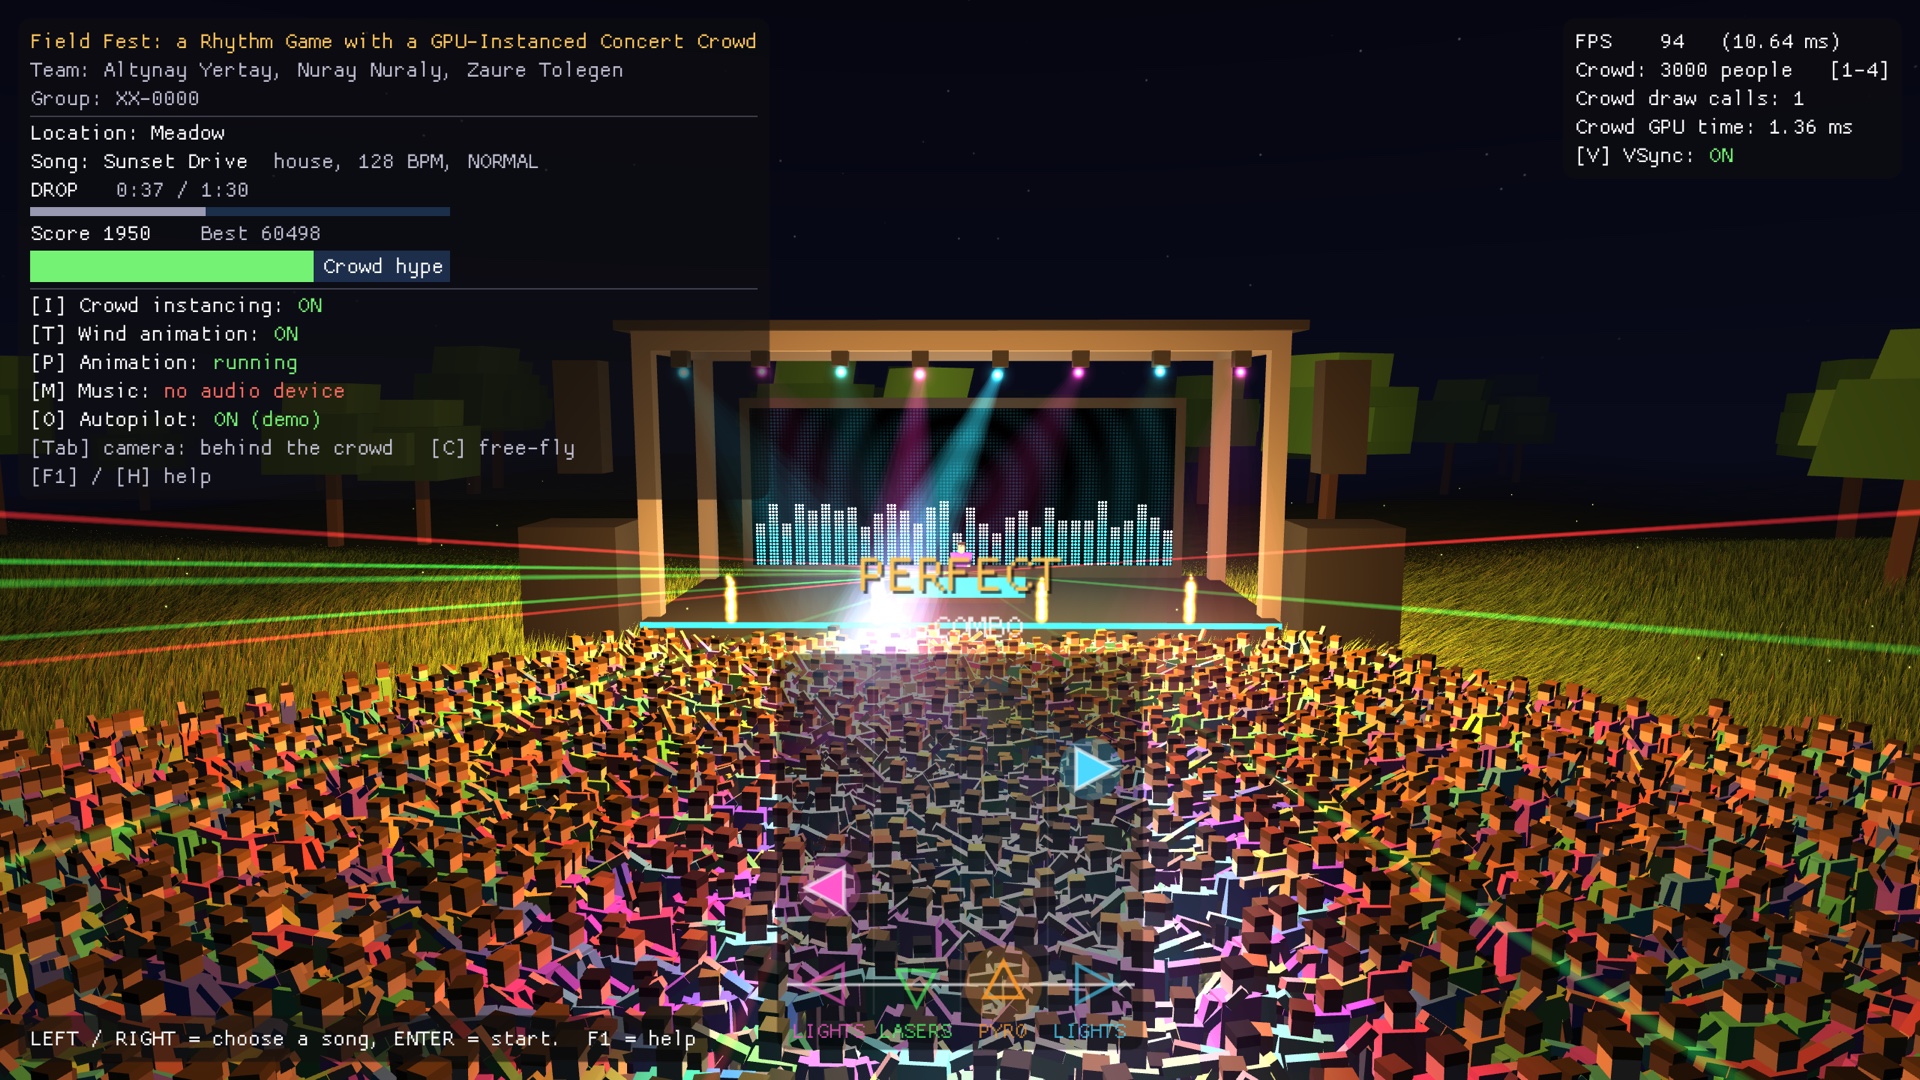 Field Fest: a Rhythm Game with a GPU-Instanced Concert Crowd
Team: Altynay Yertay, Nuray Nuraly, Zaure Tolegen
Group: XX-0000
Location: Meadow
Song: Sunset Drive house, 128 BPM, NORMAL
DROP 0:37 / 1:30
Score 1950 Best 60498
Crowd hype
[I] Crowd instancing: ON
[T] Wind animation: ON
[P] Animation: running
[M] Music: no audio device
[O] Autopilot: ON (demo)
[Tab] camera: behind the crowd [C] free-fly
[F1] / [H] help
FPS 94 (10.64 ms)
Crowd: 3000 people [1-4]
Crowd draw calls: 1
Crowd GPU time: 1.36 ms
[V] VSync: ON
PERFECT
COMBO
LIGHTS LASERS PYRO LIGHTS
LEFT / RIGHT = choose a song, ENTER = start. F1 = help